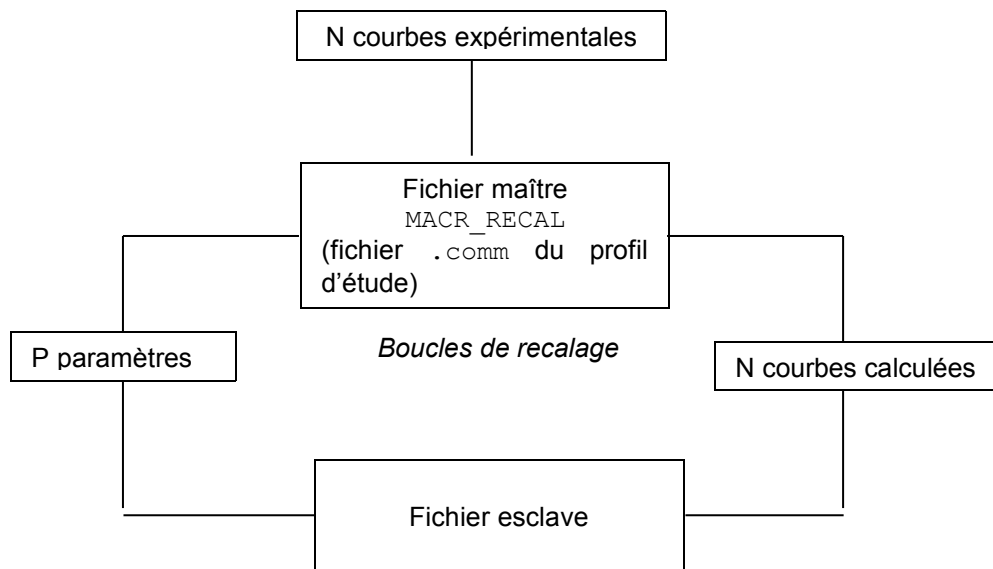 N courbes expérimentales
Fichier maître
MACR_RECAL
(fichier .comm du profil
d'étude)
P paramètres
Boucles de recalage
N courbes calculées
Fichier esclave